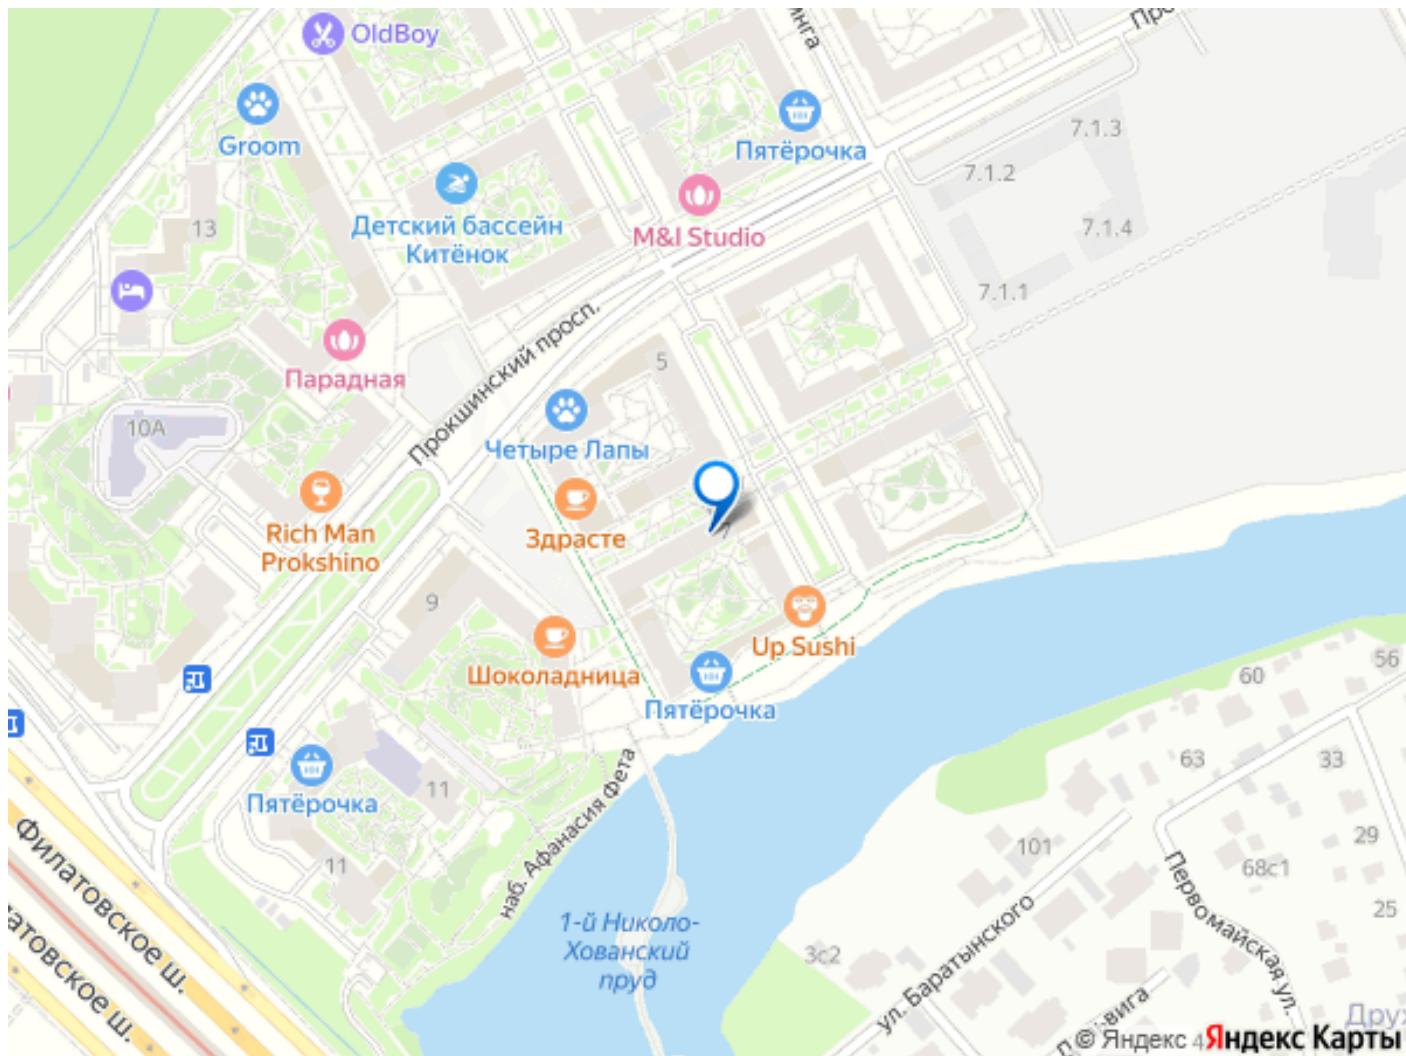 OldBoy
Groom
Пятёрочка
7.1.3
7.1.2
M&I Studio
Детский бассейн
Китёнок
13
7.1.4
7.1.1
Прокшинский просп.
Парадная
5
10А
Четыре Лапы
Rich Man
Prokshino
Здрасте
7
9
Up Sushi
Шоколадница
Пятёрочка
56
60
63
33
Пятёрочка
11
наб. Афанасия Фета
11
101
29
68с1
25
Филатовское ш.
1-й Николо-
Хованский
пруд
3с2
ул. Баратынского
Первомайская ул.
© Яндекс
Яндекс Карты